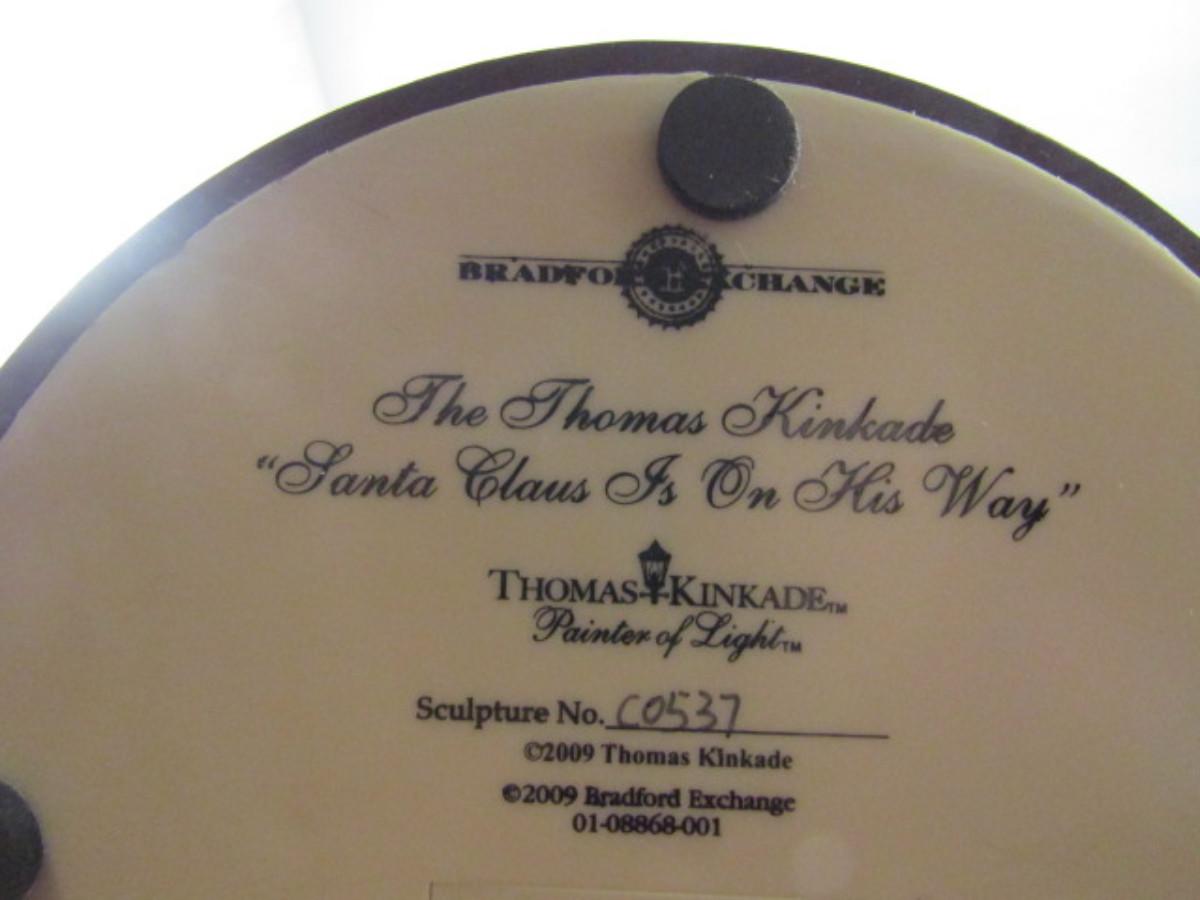 BRADFORD EXCHANGE
The Thomas Kinkade
“Santa Claus Is On His Way”
THOMAS KINKADE™
Painter of Light™
Sculpture No. C0537
©2009 Thomas Kinkade
©2009 Bradford Exchange
01-08868-001